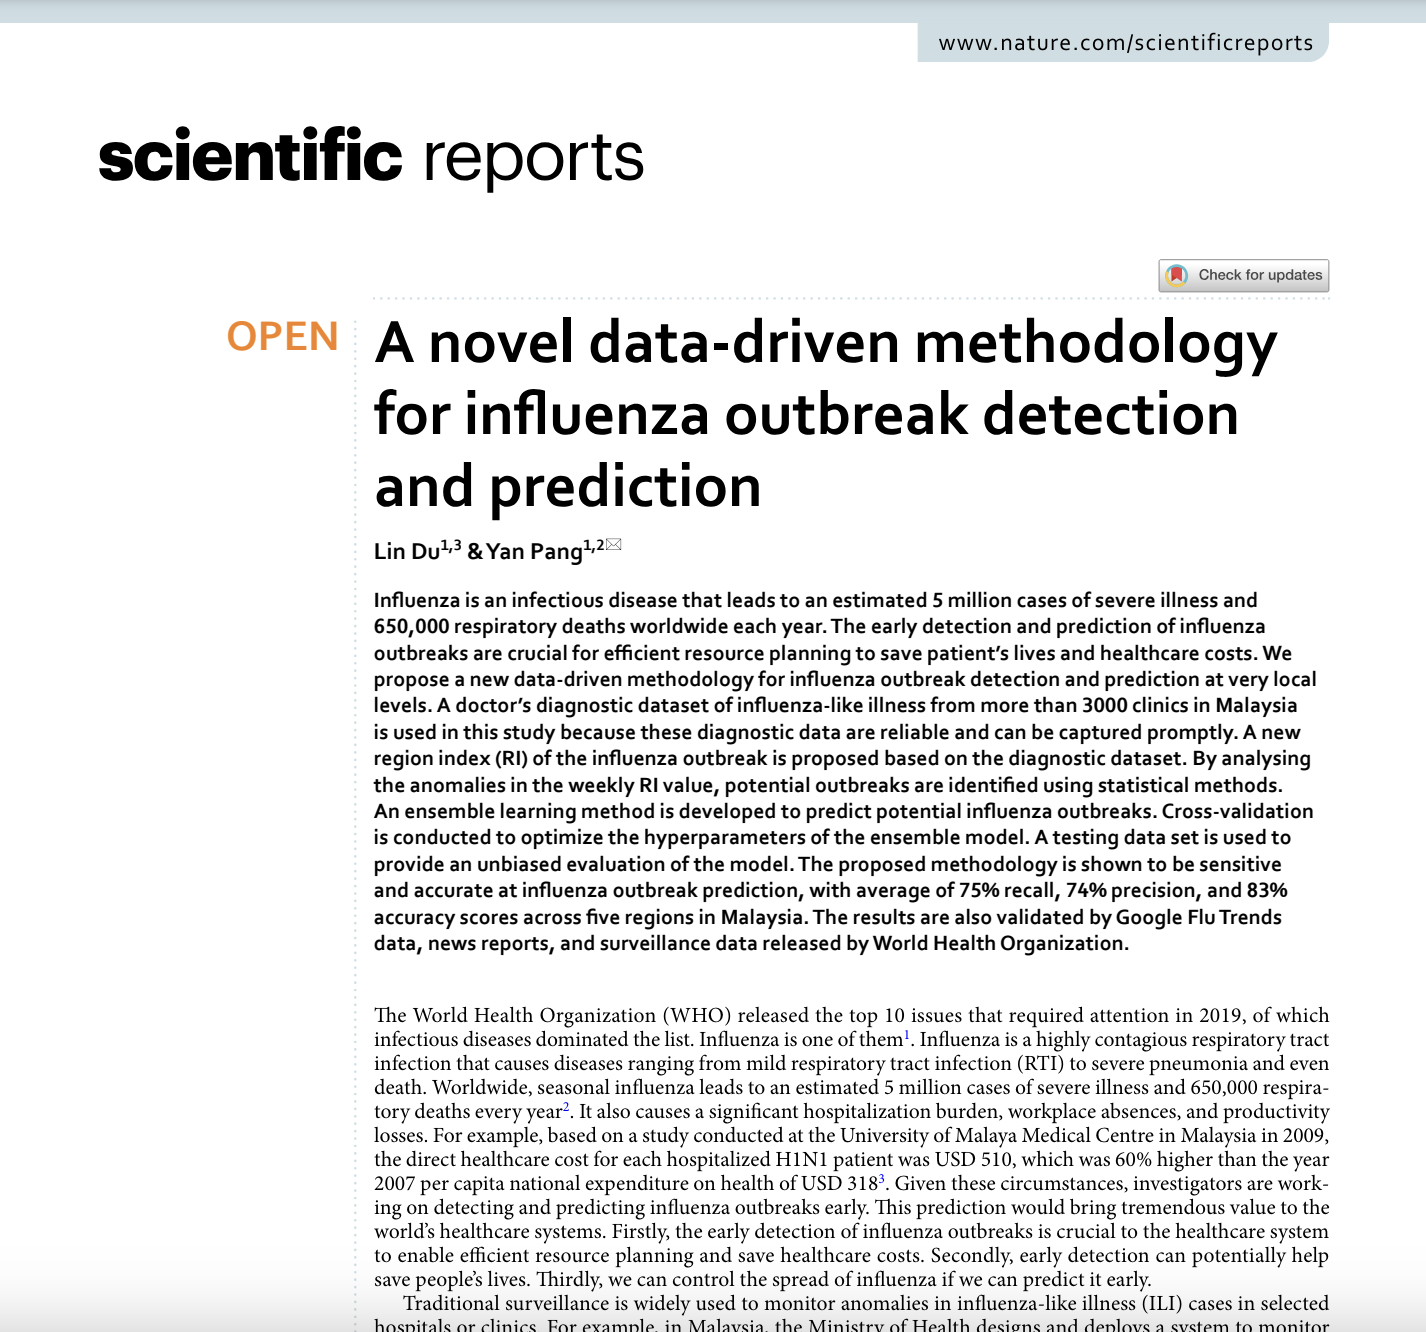 www.nature.com/scientificreports
scientific reports
Check for updates
OPEN
A novel data-driven methodology
for influenza outbreak detection
and prediction
Lin Du1,3 & Yan Pang1,2✉
Influenza is an infectious disease that leads to an estimated 5 million cases of severe illness and
650,000 respiratory deaths worldwide each year. The early detection and prediction of influenza
outbreaks are crucial for efficient resource planning to save patient's lives and healthcare costs. We
propose a new data-driven methodology for influenza outbreak detection and prediction at very local
levels. A doctor's diagnostic dataset of influenza-like illness from more than 3000 clinics in Malaysia
is used in this study because these diagnostic data are reliable and can be captured promptly. A new
region index (RI) of the influenza outbreak is proposed based on the diagnostic dataset. By analysing
the anomalies in the weekly RI value, potential outbreaks are identified using statistical methods.
An ensemble learning method is developed to predict potential influenza outbreaks. Cross-validation
is conducted to optimize the hyperparameters of the ensemble model. A testing data set is used to
provide an unbiased evaluation of the model. The proposed methodology is shown to be sensitive
and accurate at influenza outbreak prediction, with average of 75% recall, 74% precision, and 83%
accuracy scores across five regions in Malaysia. The results are also validated by Google Flu Trends
data, news reports, and surveillance data released by World Health Organization.
The World Health Organization (WHO) released the top 10 issues that required attention in 2019, of which
infectious diseases dominated the list. Influenza is one of them1. Influenza is a highly contagious respiratory tract
infection that causes diseases ranging from mild respiratory tract infection (RTI) to severe pneumonia and even
death. Worldwide, seasonal influenza leads to an estimated 5 million cases of severe illness and 650,000 respira-
tory deaths every year2. It also causes a significant hospitalization burden, workplace absences, and productivity
losses. For example, based on a study conducted at the University of Malaya Medical Centre in Malaysia in 2009,
the direct healthcare cost for each hospitalized H1N1 patient was USD 510, which was 60% higher than the year
2007 per capita national expenditure on health of USD 3183. Given these circumstances, investigators are work-
ing on detecting and predicting influenza outbreaks early. This prediction would bring tremendous value to the
world's healthcare systems. Firstly, the early detection of influenza outbreaks is crucial to the healthcare system
to enable efficient resource planning and save healthcare costs. Secondly, early detection can potentially help
save people's lives. Thirdly, we can control the spread of influenza if we can predict it early.
Traditional surveillance is widely used to monitor anomalies in influenza-like illness (ILI) cases in selected
hospitals or clinics. For example, in Malaysia, the Ministry of Health designs and deploys a system to monitor